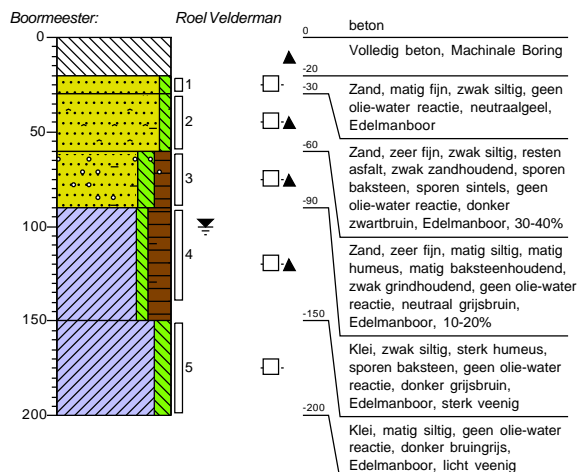 Boormeester: Roel Velderman
0
50
100
150
200
1
2
3
4
5
0
-20
-30
-60
-90
-150
-200
beton
Volledig beton, Machinale Boring
Zand, matig fijn, zwak siltig, geen
olie-water reactie, neutraalgeel,
Edelmanboor
Zand, zeer fijn, zwak siltig, resten
asfalt, zwak zandhoudend, sporen
baksteen, sporen sintels, geen
olie-water reactie, donker
zwartbruin, Edelmanboor, 30-40%
Zand, zeer fijn, matig siltig, matig
humeus, matig baksteenhoudend,
zwak grindhoudend, geen olie-water
reactie, neutraal grijsbruin,
Edelmanboor, 10-20%
Klei, zwak siltig, sterk humeus,
sporen baksteen, geen olie-water
reactie, donker grijsbruin,
Edelmanboor, sterk veenig
Klei, matig siltig, geen olie-water
reactie, donker bruingrijs,
Edelmanboor, licht veenig